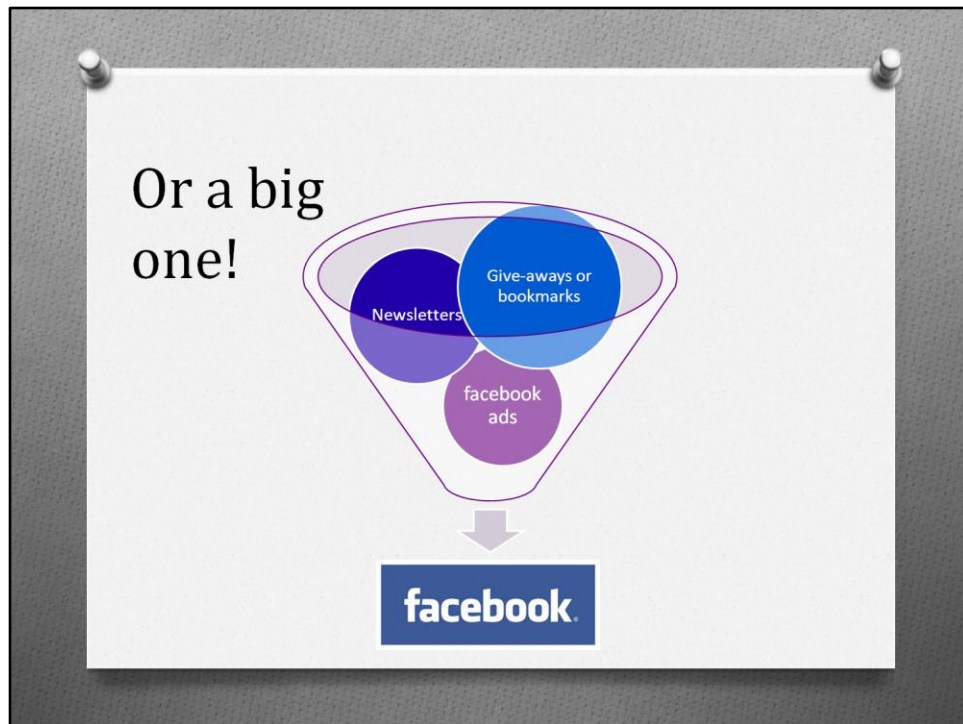 Or a big
one!
Give-aways or
bookmarks
Newsletters
facebook
ads
facebook.